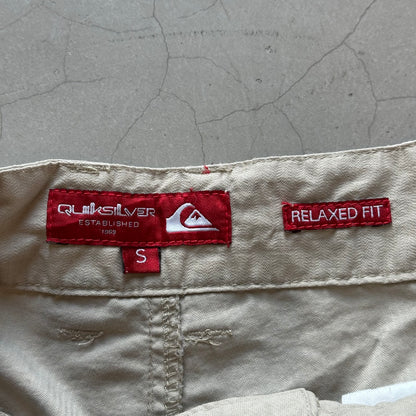 QUIKSILVER
ESTABLISHED
1969
S
RELAXED FIT